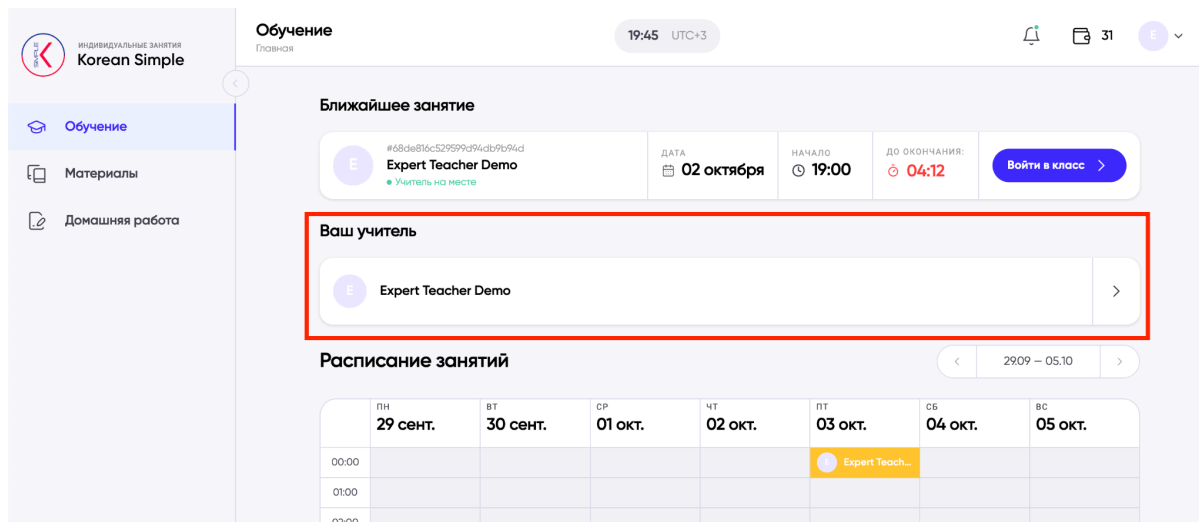 SIMPLE
ИНДИВИДУАЛЬНЫЕ ЗАНЯТИЯ
Korean Simple
Обучение
Материалы
Домашняя работа
Обучение
Главная
19:45 UTC+3
31
E
Ближайшее занятие
E
#68de816c529599d94db9b94d
Expert Teacher Demo
Учитель на месте
ДАТА
02 октября
НАЧАЛО
19:00
ДО ОКОНЧАНИЯ:
04:12
Войти в класс
Ваш учитель
E
Expert Teacher Demo
Расписание занятий
29.09 — 05.10
ПН
29 сент.
ВТ
30 сент.
СР
01 окт.
ЧТ
02 окт.
ПТ
03 окт.
СБ
04 окт.
ВС
05 окт.
00:00
E Expert Teach...
01:00
02:00